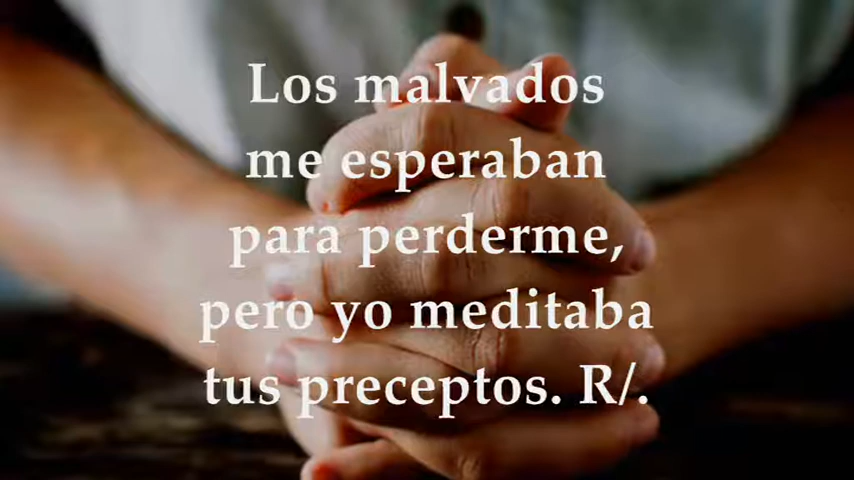 Los malvados
me esperaban
para perderme,
pero yo meditaba
tus preceptos. R/.